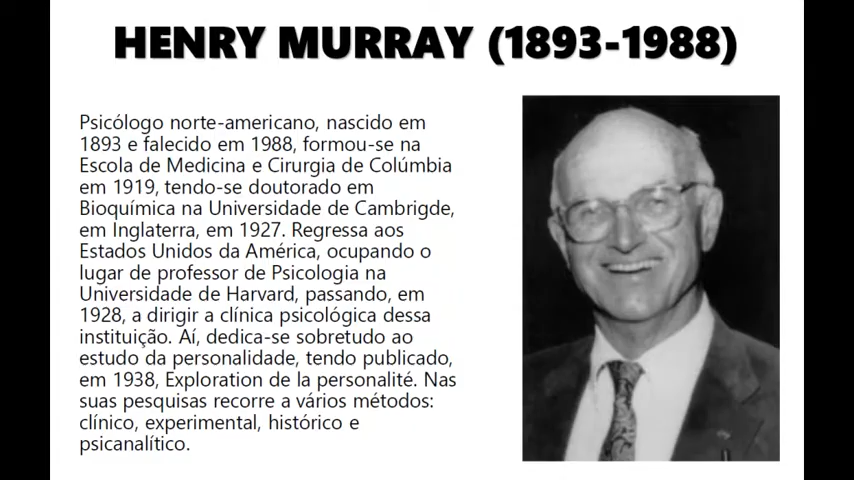 HENRY MURRAY (1893-1988)
Psicólogo norte-americano, nascido em
1893 e falecido em 1988, formou-se na
Escola de Medicina e Cirurgia de Colúmbia
em 1919, tendo-se doutorado em
Bioquímica na Universidade de Cambrigde,
em Inglaterra, em 1927. Regressa aos
Estados Unidos da América, ocupando o
lugar de professor de Psicologia na
Universidade de Harvard, passando, em
1928, a dirigir a clínica psicológica dessa
instituição. Aí, dedica-se sobretudo ao
estudo da personalidade, tendo publicado,
em 1938, Exploration de la personalité. Nas
suas pesquisas recorre a vários métodos:
clínico, experimental, histórico e
psicanalítico.